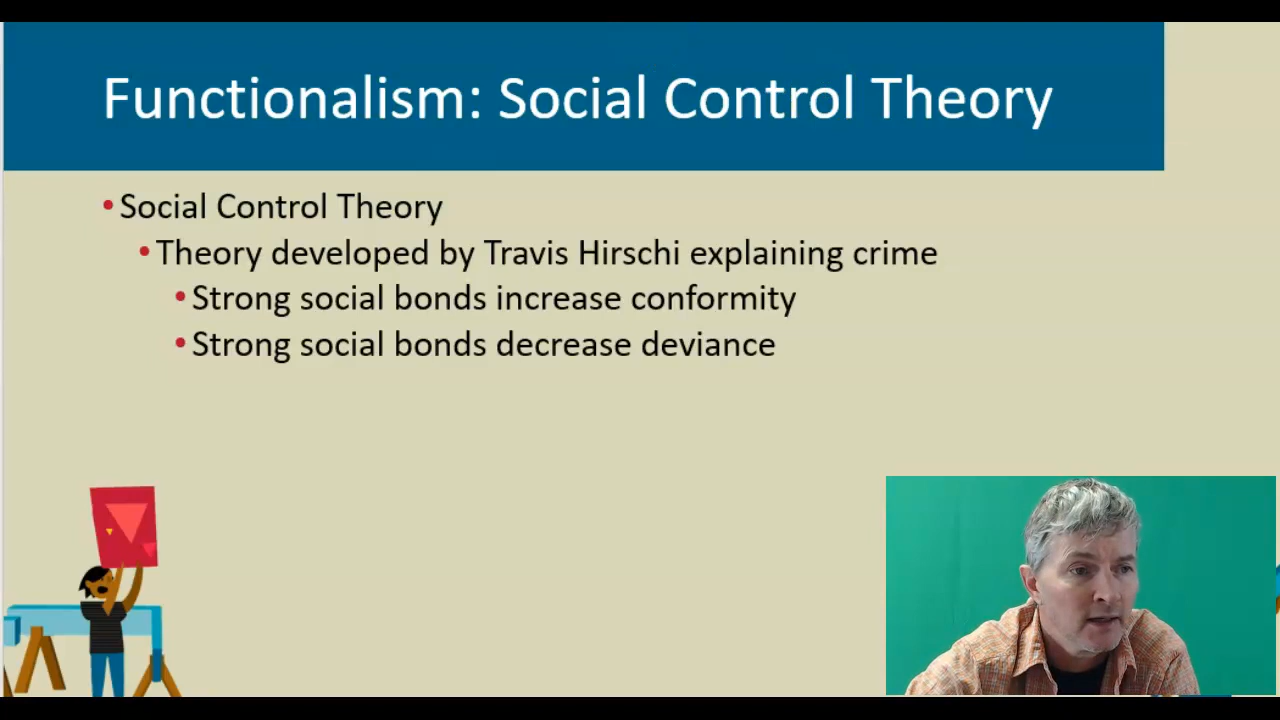 Functionalism: Social Control Theory
•Social Control Theory
•Theory developed by Travis Hirschi explaining crime
•Strong social bonds increase conformity
•Strong social bonds decrease deviance